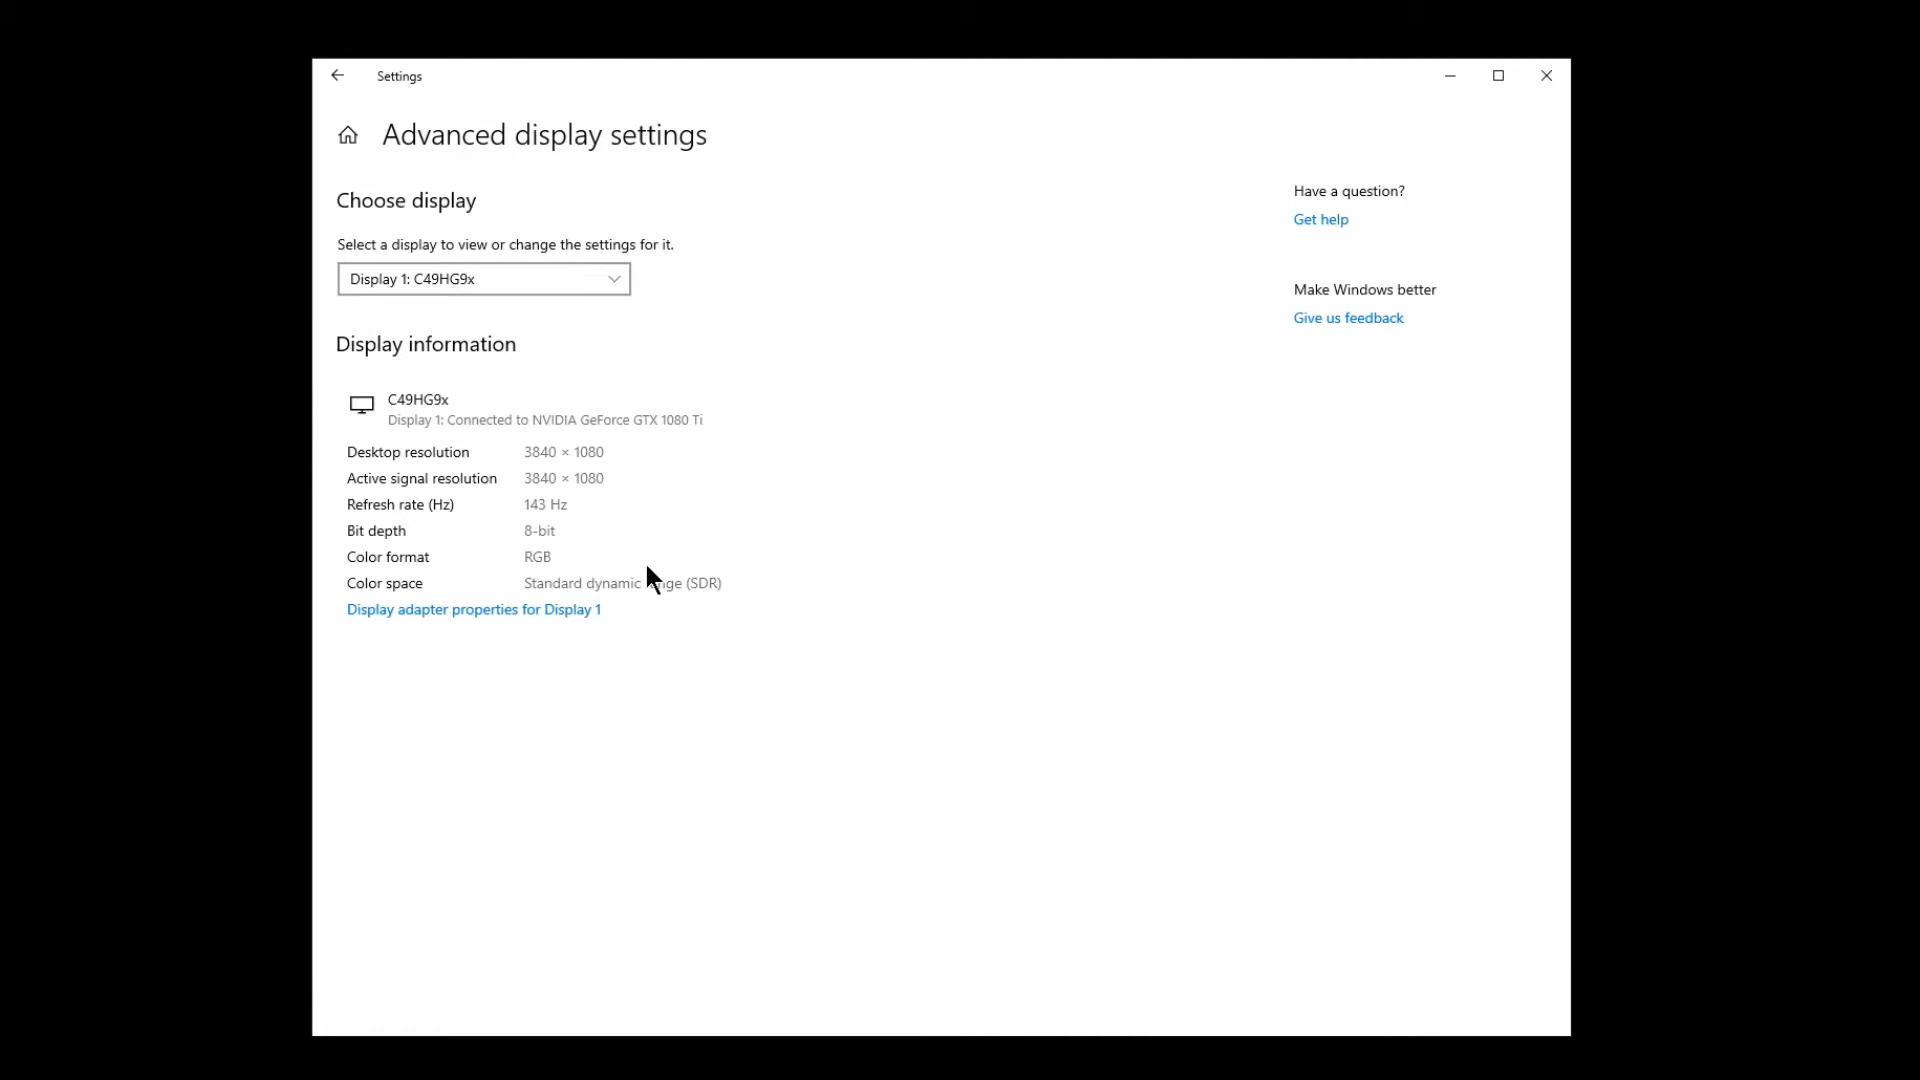 Settings
Advanced display settings
Choose display
Select a display to view or change the settings for it.
Display 1: C49HG9x
Display information
C49HG9x
Display 1: Connected to NVIDIA GeForce GTX 1080 Ti
Desktop resolution 3840 × 1080
Active signal resolution 3840 × 1080
Refresh rate (Hz) 143 Hz
Bit depth 8-bit
Color format RGB
Color space Standard dynamic nge (SDR)
Display adapter properties for Display 1
Have a question?
Get help
Make Windows better
Give us feedback